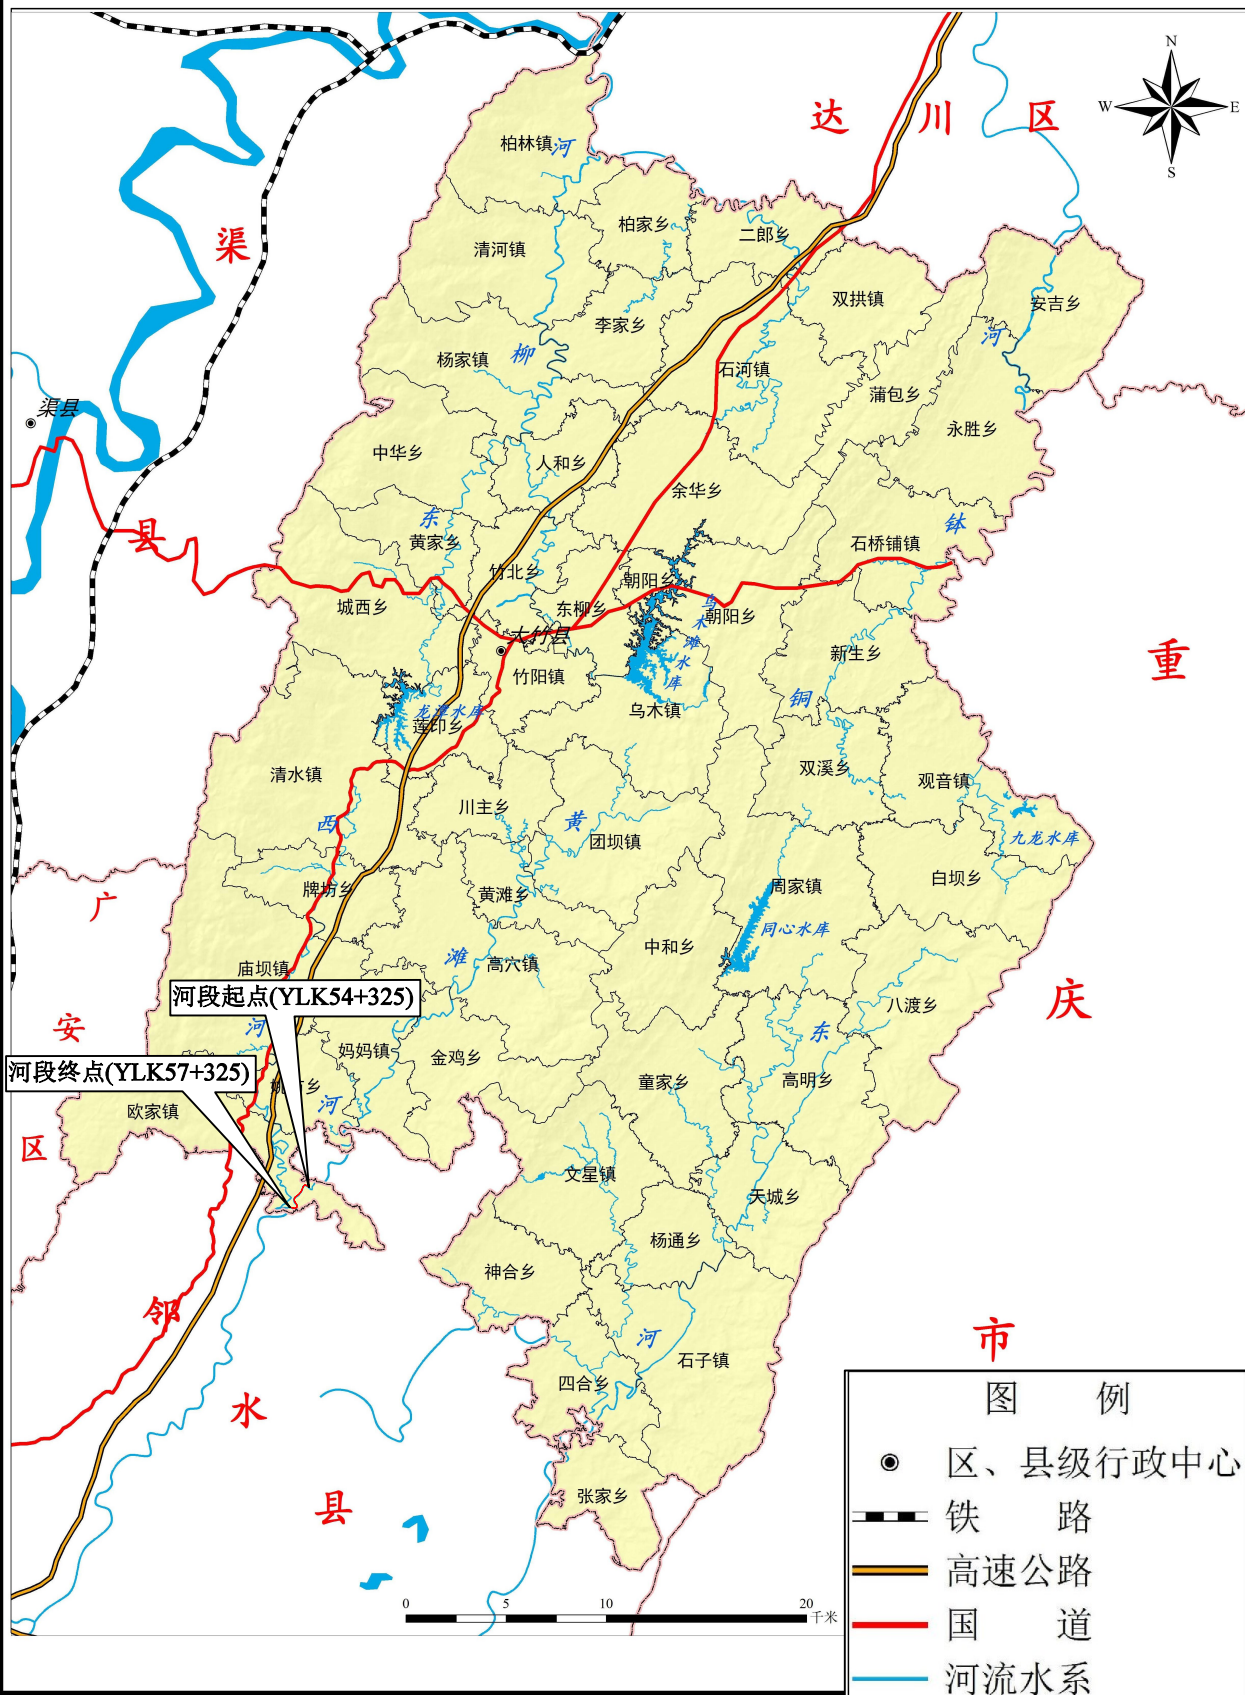 N
W
E
S
达川区
渠县
柏林镇
河
柏家乡
二郎乡
清河镇
双拱镇
安吉乡
李家乡
河
杨家镇
柳
石河镇
蒲包乡
渠县
永胜乡
中华乡
人和乡
余华乡
东
钵
黄家乡
石桥铺镇
竹北乡
朝阳乡
城西乡
东柳乡
乌木滩水库
朝阳乡
大竹县
新生乡
竹阳镇
铜
龙潭水库
乌木镇
莲印乡
清水镇
双溪乡
观音镇
川主乡
西
黄
团坝镇
九龙水库
牌坊乡
黄滩乡
周家镇
白坝乡
同心水库
中和乡
滩
高穴镇
庙坝镇
河段起点(YLK54+325)
八渡乡
河
东
妈妈镇
金鸡乡
河段终点(YLK57+325)
童家乡
高明乡
乡
河
欧家镇
文星镇
天城乡
杨通乡
神合乡
河
石子镇
四合乡
张家乡
广安区
重庆市
邻水县
0
5
10
20
千米
图 例
区、县级行政中心
铁 路
高速公路
国 道
河流水系